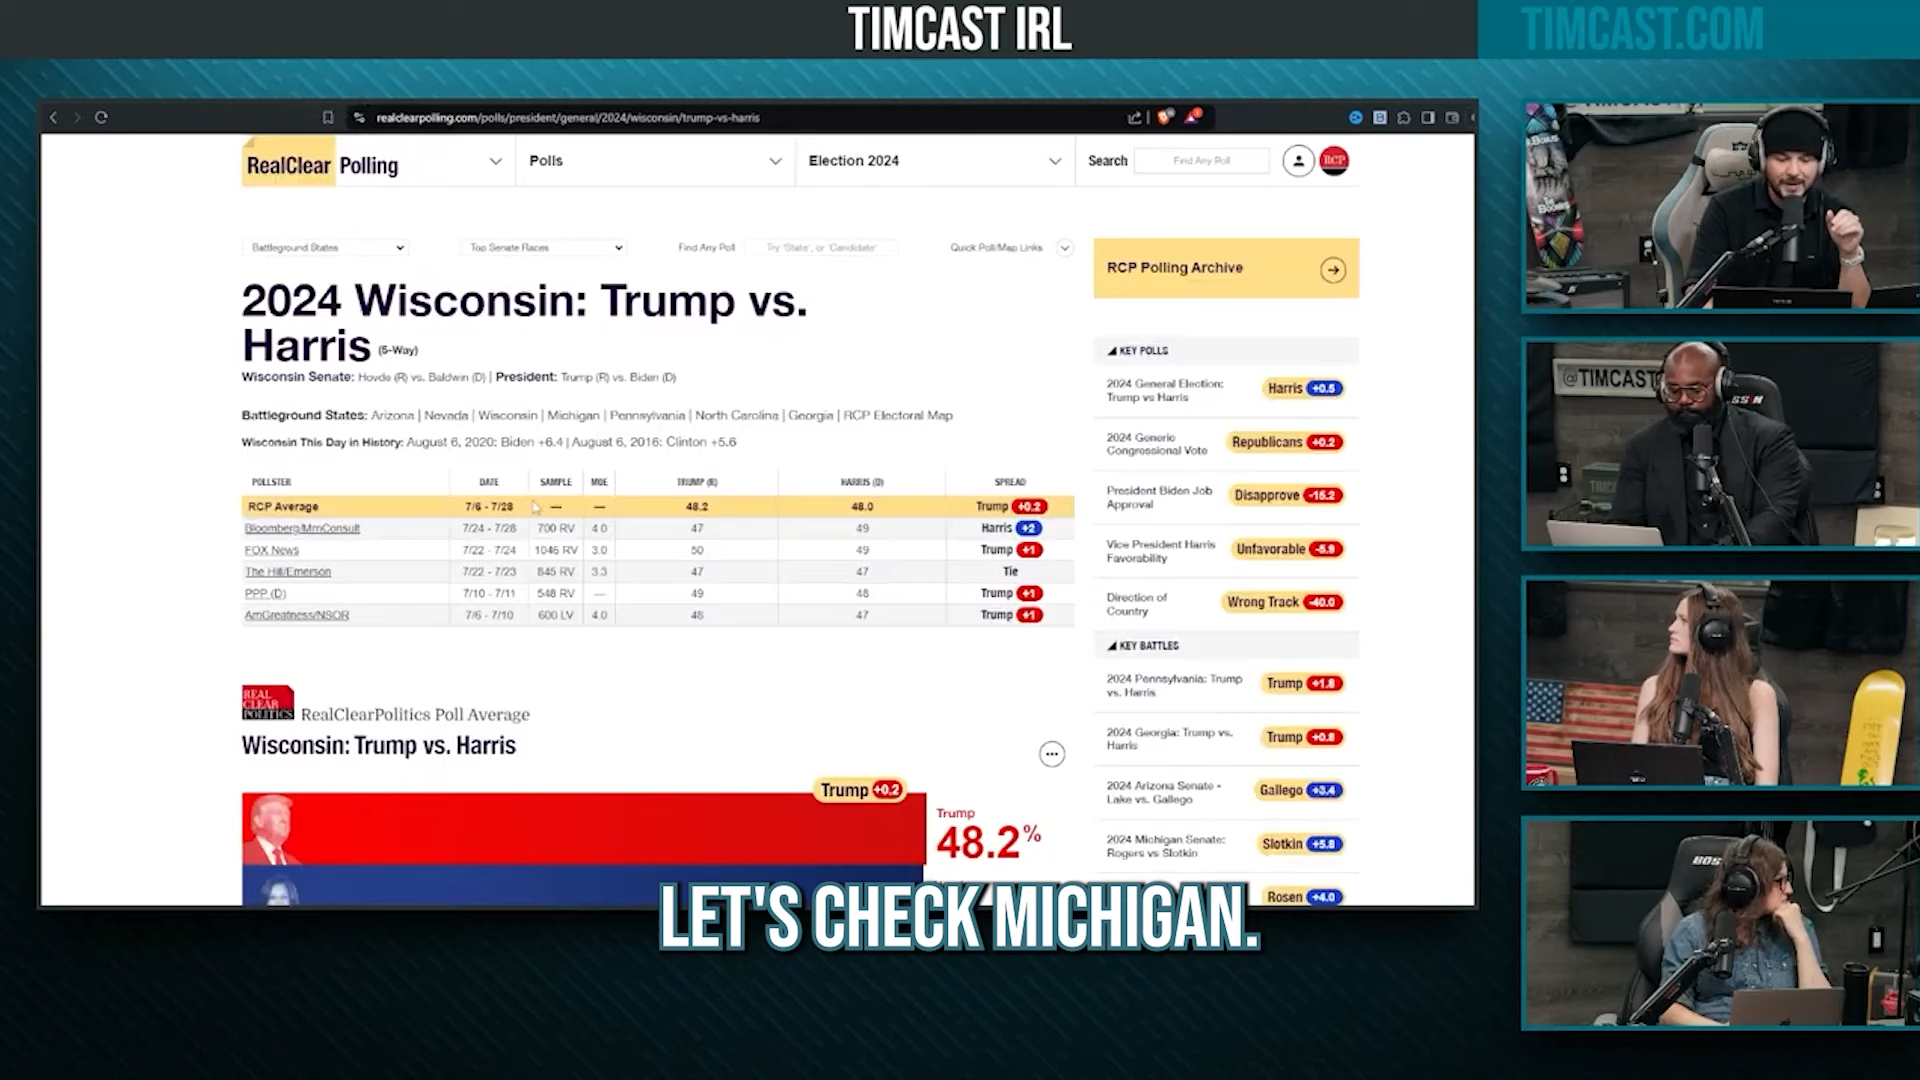 TIMCAST IRL
TIMCAST.COM
realclearpolling.com/polls/president/general/2024/wisconsin/trump-vs-harris
RealClear Polling
Polls
Election 2024
Search
Find Any Poll
RCP
Battleground States
Top Senate Races
Find Any Poll
Try 'State', or 'Candidate'
Quick Poll/Map Links
2024 Wisconsin: Trump vs.
Harris (5-Way)
Wisconsin Senate: Hovde (R) vs. Baldwin (D) | President: Trump (R) vs. Biden (D)
Battleground States: Arizona | Nevada | Wisconsin | Michigan | Pennsylvania | North Carolina | Georgia | RCP Electoral Map
Wisconsin This Day in History: August 6, 2020: Biden +6.4 | August 6, 2016: Clinton +5.6
POLLSTER DATE SAMPLE MOE TRUMP (R) HARRIS (D) SPREAD
RCP Average 7/6 - 7/28 — — 48.2 48.0 Trump +0.2
Bloomberg/MrnConsult 7/24 - 7/28 700 RV 4.0 47 49 Harris +2
FOX News 7/22 - 7/24 1046 RV 3.0 50 49 Trump +1
The Hill/Emerson 7/22 - 7/23 845 RV 3.3 47 47 Tie
PPP (D) 7/10 - 7/11 548 RV — 49 48 Trump +1
AmGreatness/NSOR 7/6 - 7/10 600 LV 4.0 48 47 Trump +1
REAL
CLEAR
POLITICS
RealClearPolitics Poll Average
Wisconsin: Trump vs. Harris
Trump +0.2
Trump
48.2%
RCP Polling Archive
KEY POLLS
2024 General Election:
Trump vs Harris
Harris +0.5
2024 Generic
Congressional Vote
Republicans +0.2
President Biden Job
Approval
Disapprove -15.2
Vice President Harris
Favorability
Unfavorable -5.9
Direction of
Country
Wrong Track -40.0
KEY BATTLES
2024 Pennsylvania: Trump
vs. Harris
Trump +1.8
2024 Georgia: Trump vs.
Harris
Trump +0.8
2024 Arizona Senate -
Lake vs. Gallego
Gallego +3.4
2024 Michigan Senate:
Rogers vs Slotkin
Slotkin +5.8
Rosen +4.0
LET'S CHECK MICHIGAN.
@TIMCAST